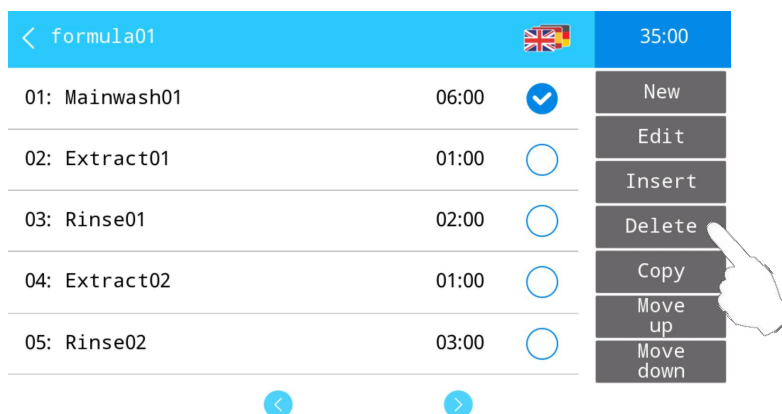 formula01
35:00
01: Mainwash01 06:00
02: Extract01 01:00
03: Rinse01 02:00
04: Extract02 01:00
05: Rinse02 03:00
New
Edit
Insert
Delete
Copy
Move
up
Move
down